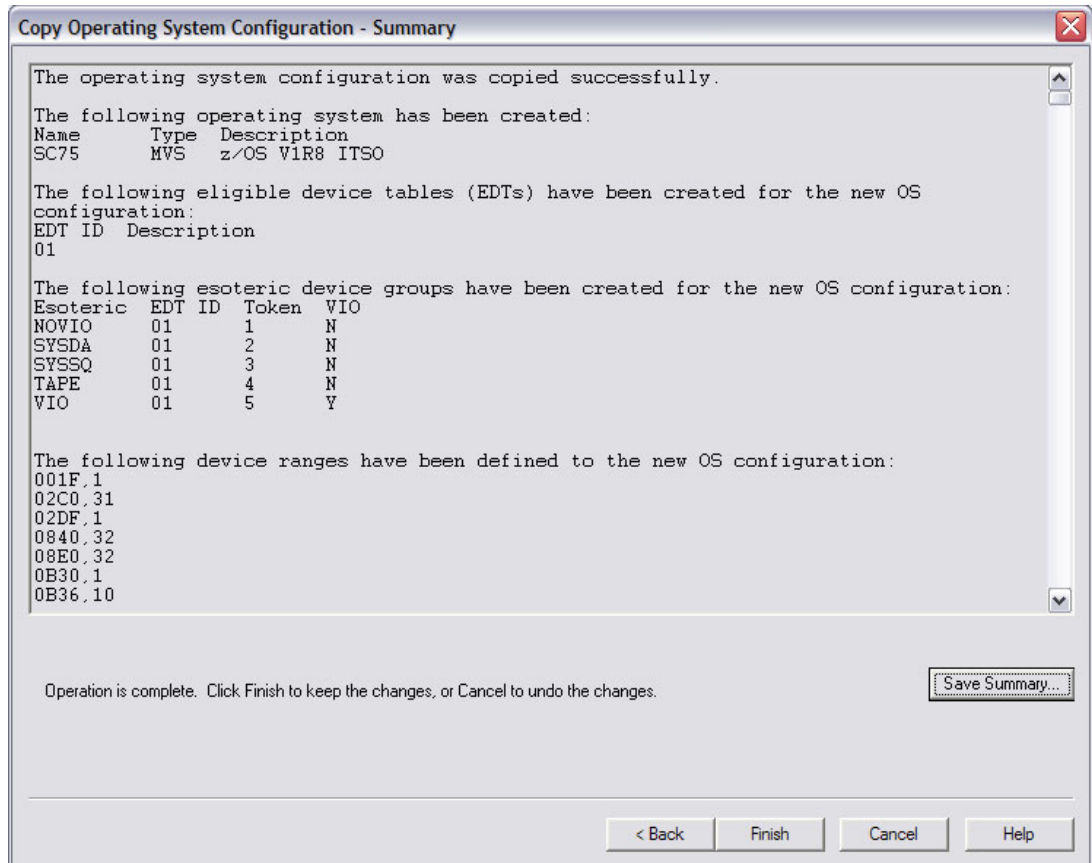 Copy Operating System Configuration - Summary
The operating system configuration was copied successfully.
The following operating system has been created:
Name Type Description
SC75 MVS z/OS V1R8 ITSO
The following eligible device tables (EDTs) have been created for the new OS
configuration:
EDT ID Description
01
The following esoteric device groups have been created for the new OS configuration:
Esoteric EDT ID Token VIO
NOVIO 01 1 N
SYSDA 01 2 N
SYSSQ 01 3 N
TAPE 01 4 N
VIO 01 5 Y
The following device ranges have been defined to the new OS configuration:
001F,1
02C0,31
02DF,1
0840,32
08E0,32
0B30,1
0B36,10
Operation is complete. Click Finish to keep the changes, or Cancel to undo the changes.
Save Summary...
< Back Finish Cancel Help